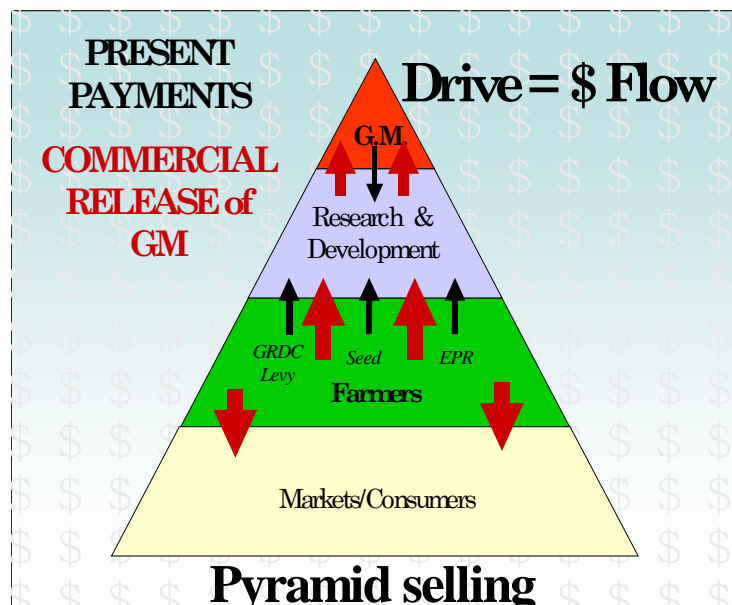 PRESENT
PAYMENTS
Drive = $ Flow
COMMERCIAL
RELEASE of
GM
G.M.
Research &
Development
GRDC
Levy
Seed
EPR
Farmers
Markets/Consumers
Pyramid selling